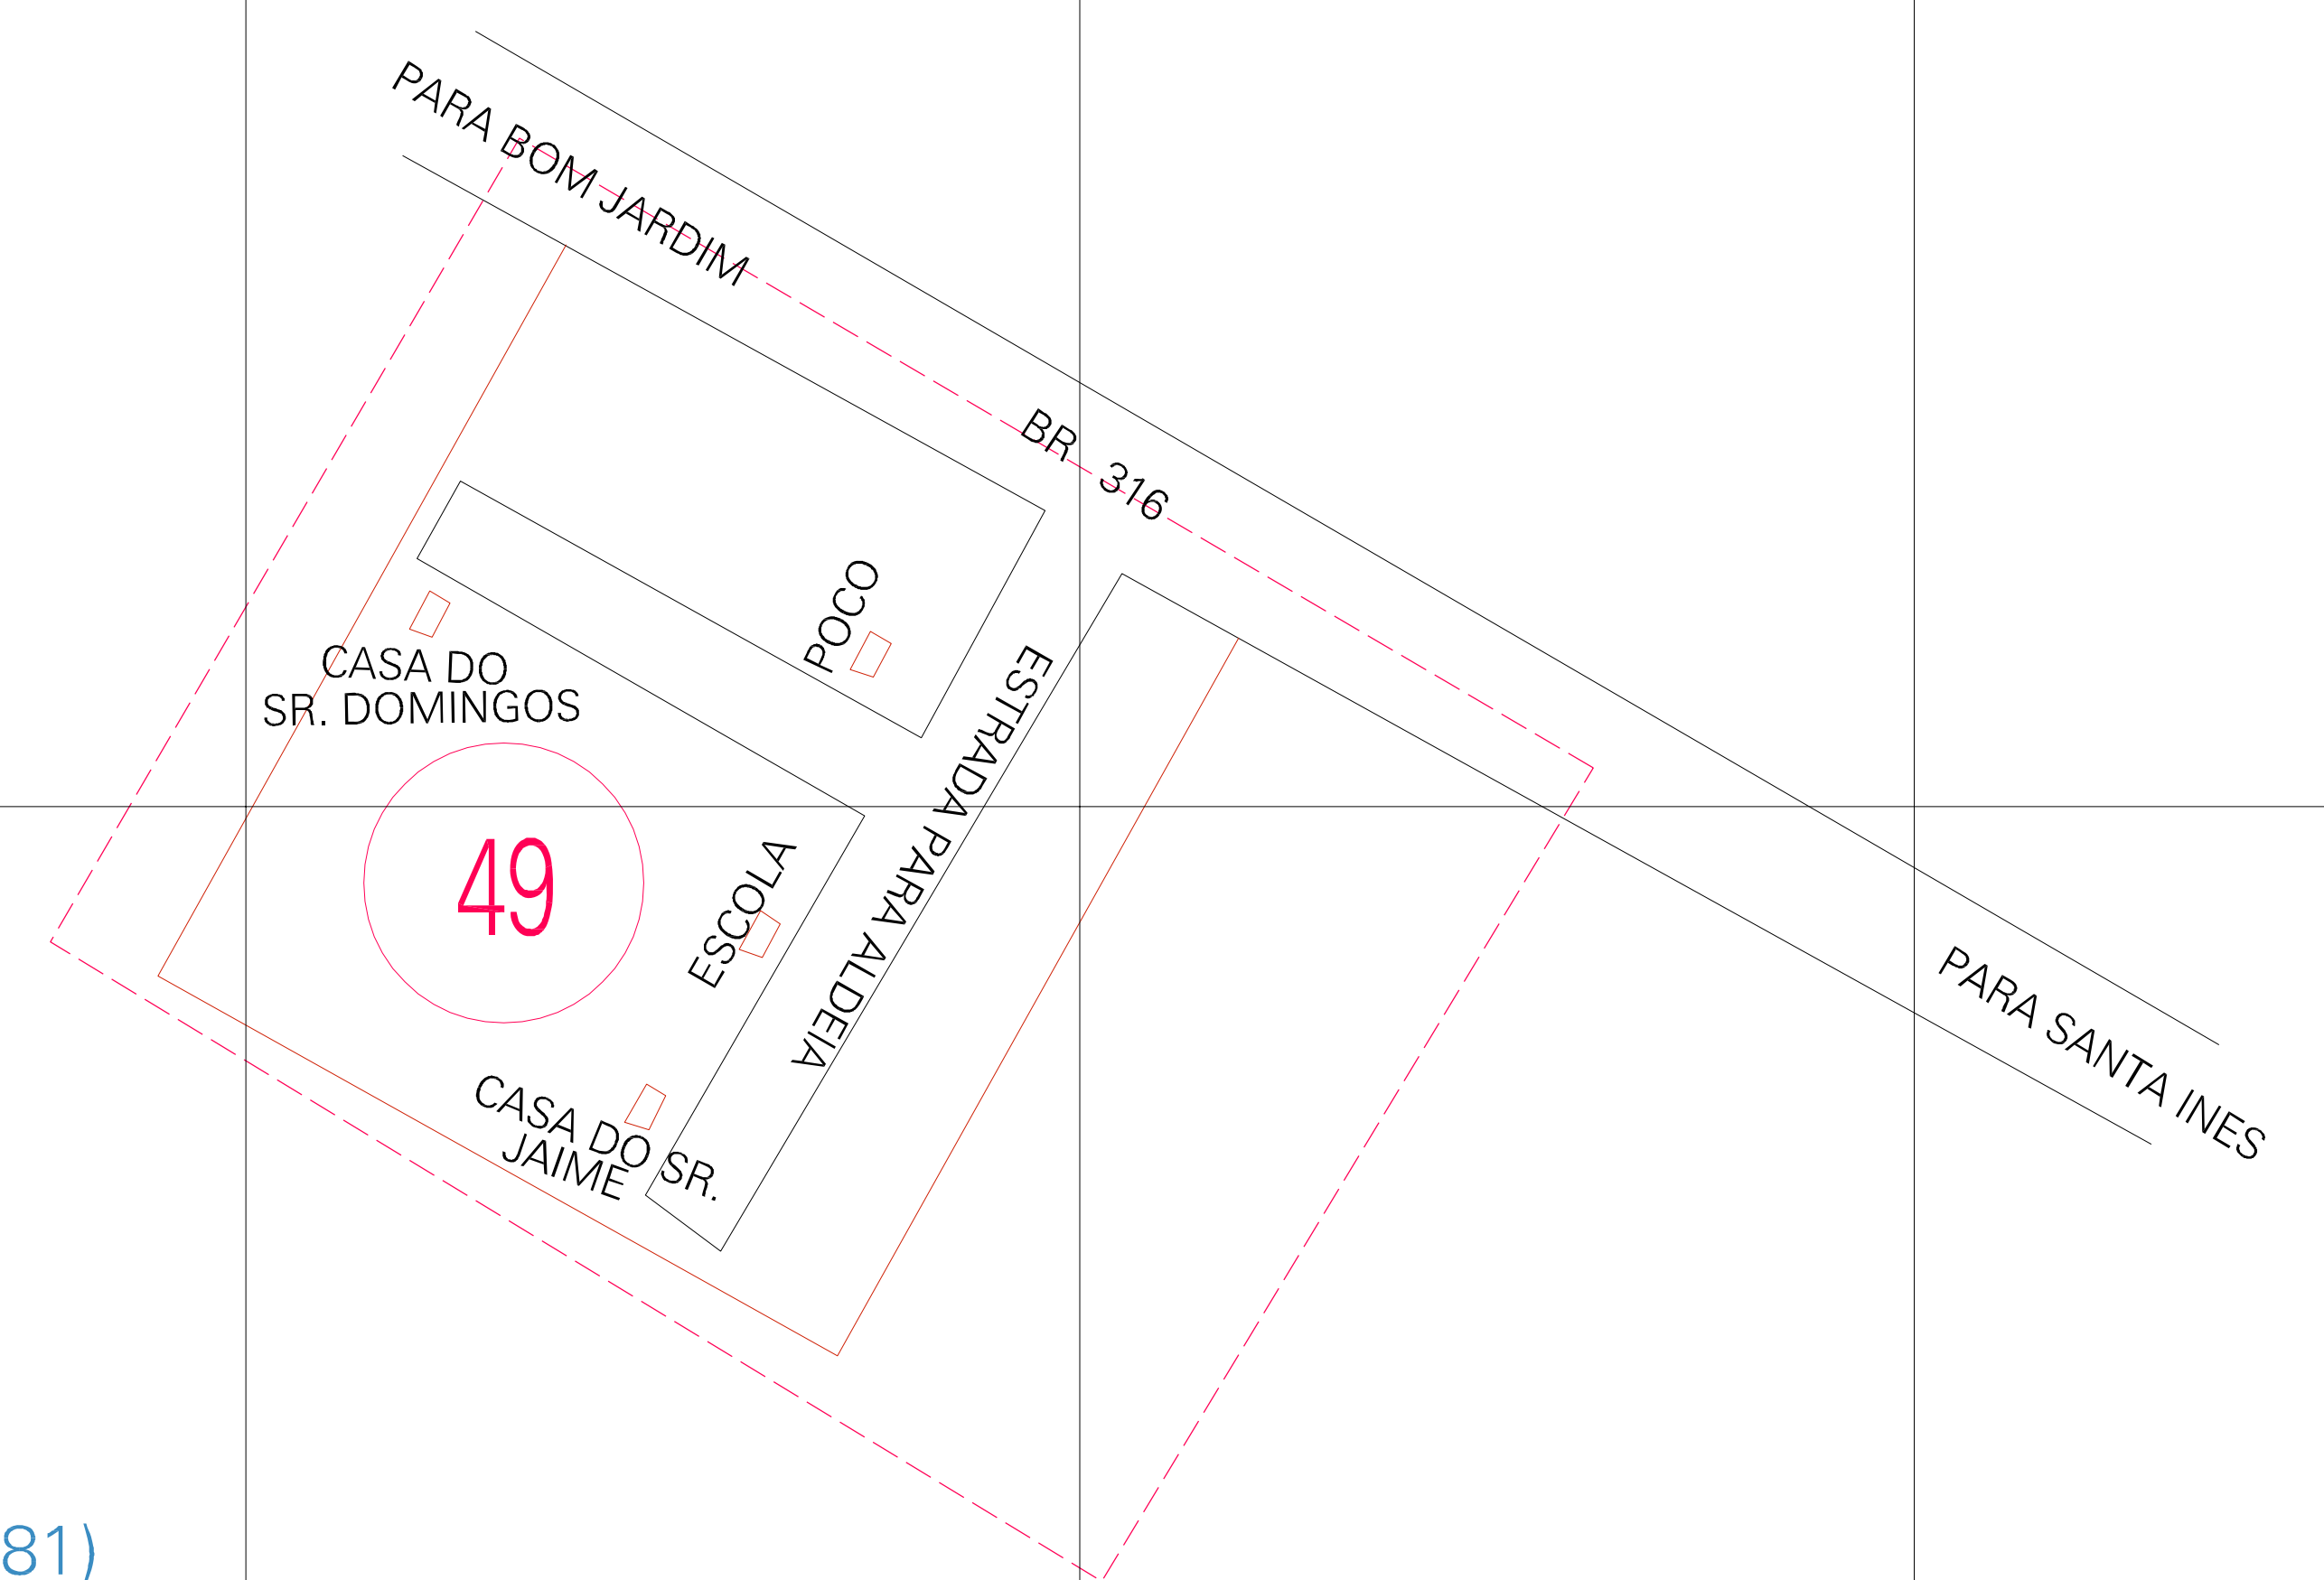 PARA BOM JARDIM
BR 316
POCO
CASA DO
SR. DOMINGOS
ESTRADA PARA A IDEIA
49
ESCOLA
PARA SANTA INES
CASA DO SR.
JAIME
81)